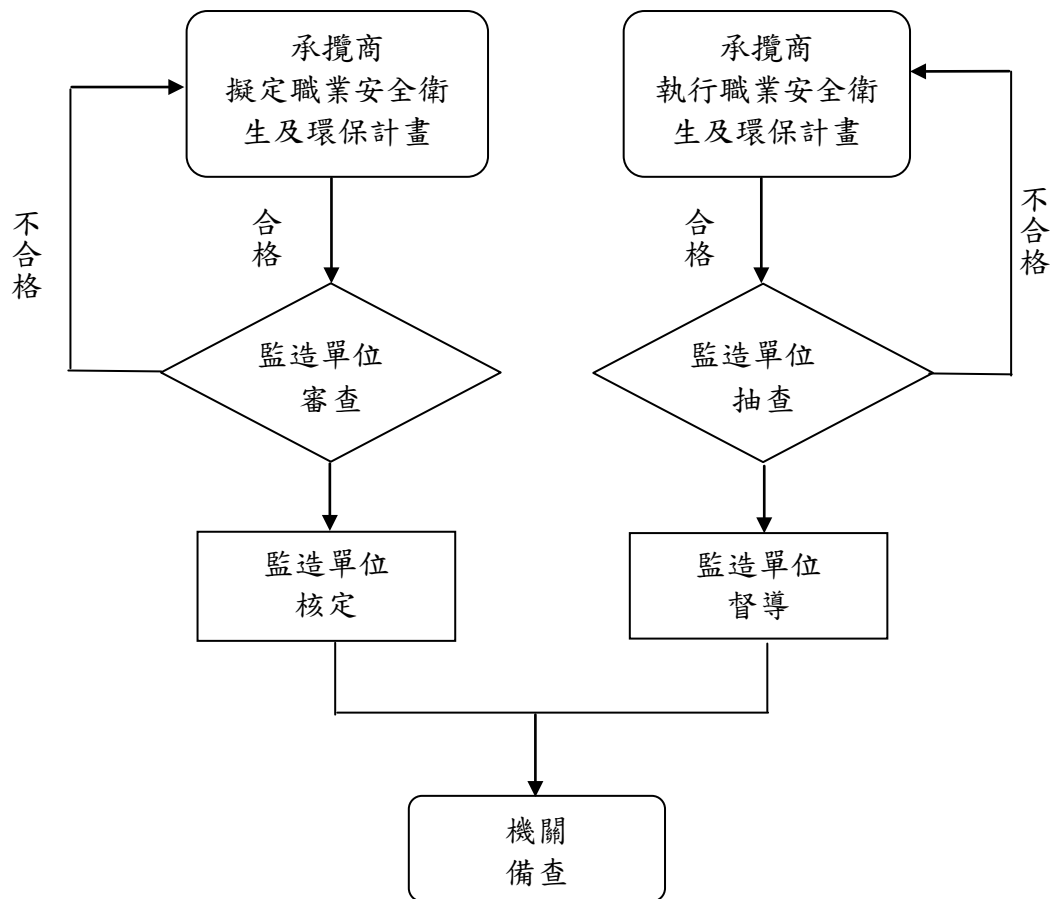 承攬商
擬定職業安全衛
生及環保計畫
不合格
合格
監造單位
審查
監造單位
核定
承攬商
執行職業安全衛
生及環保計畫
合格
不合格
監造單位
抽查
監造單位
督導
機關
備查